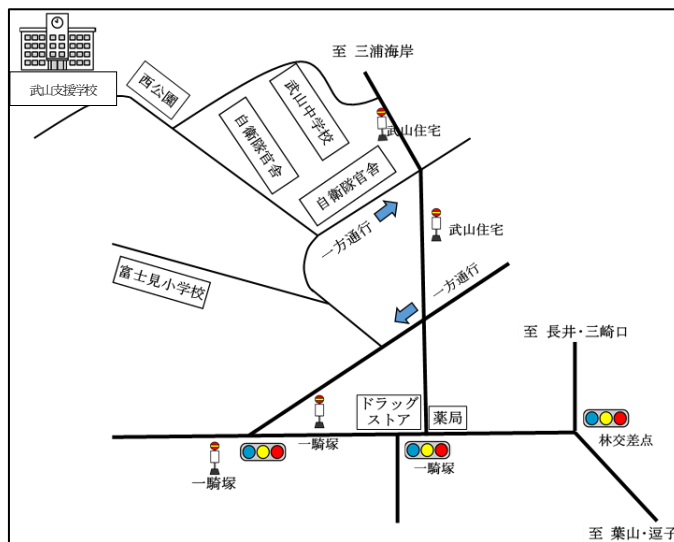 武山支援学校
西公園
武山中学校
自衛隊官舎
自衛隊官舎
至 三浦海岸
武山住宅
武山住宅
一方通行
一方通行
富士見小学校
至 長井・三崎口
ドラッグ
ストア
薬局
林交差点
一騎塚
一騎塚
一騎塚
至 葉山・逗子